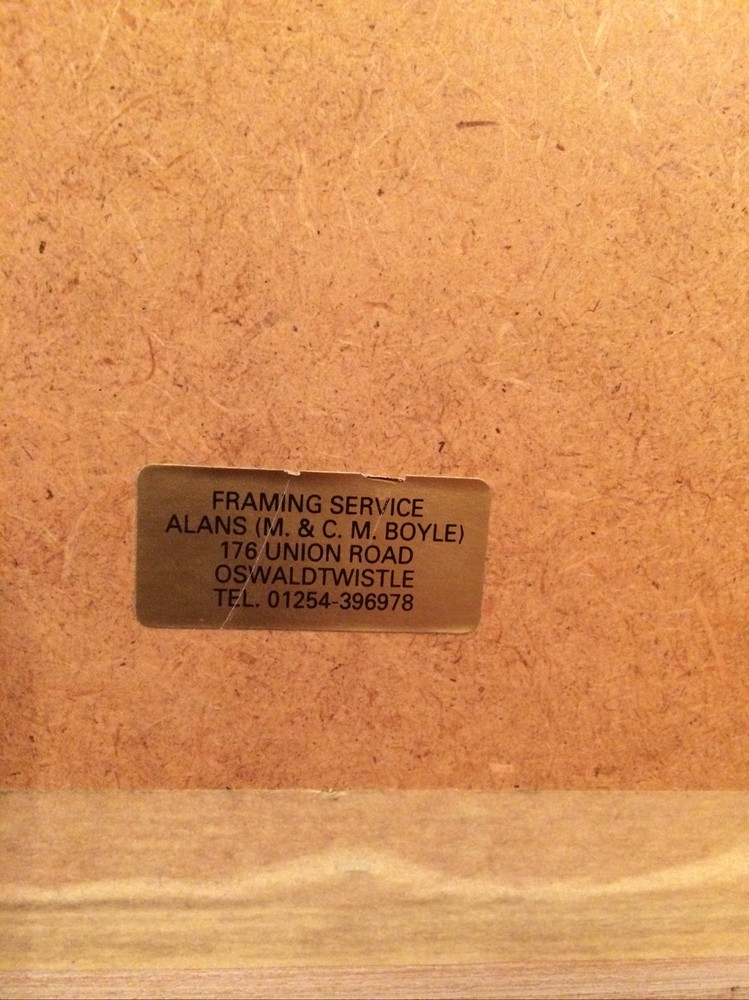 FRAMING SERVICE
ALANS (M. & C. M. BOYLE)
176 UNION ROAD
OSWALDTWISTLE
TEL. 01254-396978